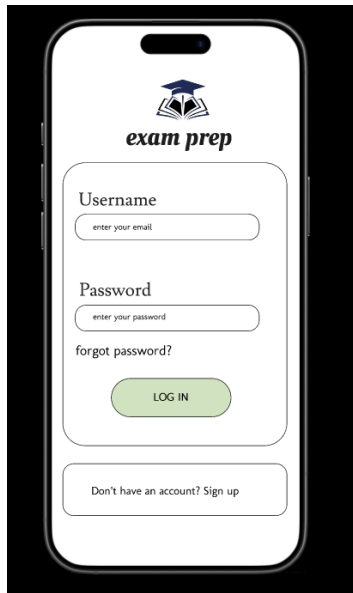 exam prep
Username
enter your email
Password
enter your password
forgot password?
LOG IN
Don't have an account? Sign up